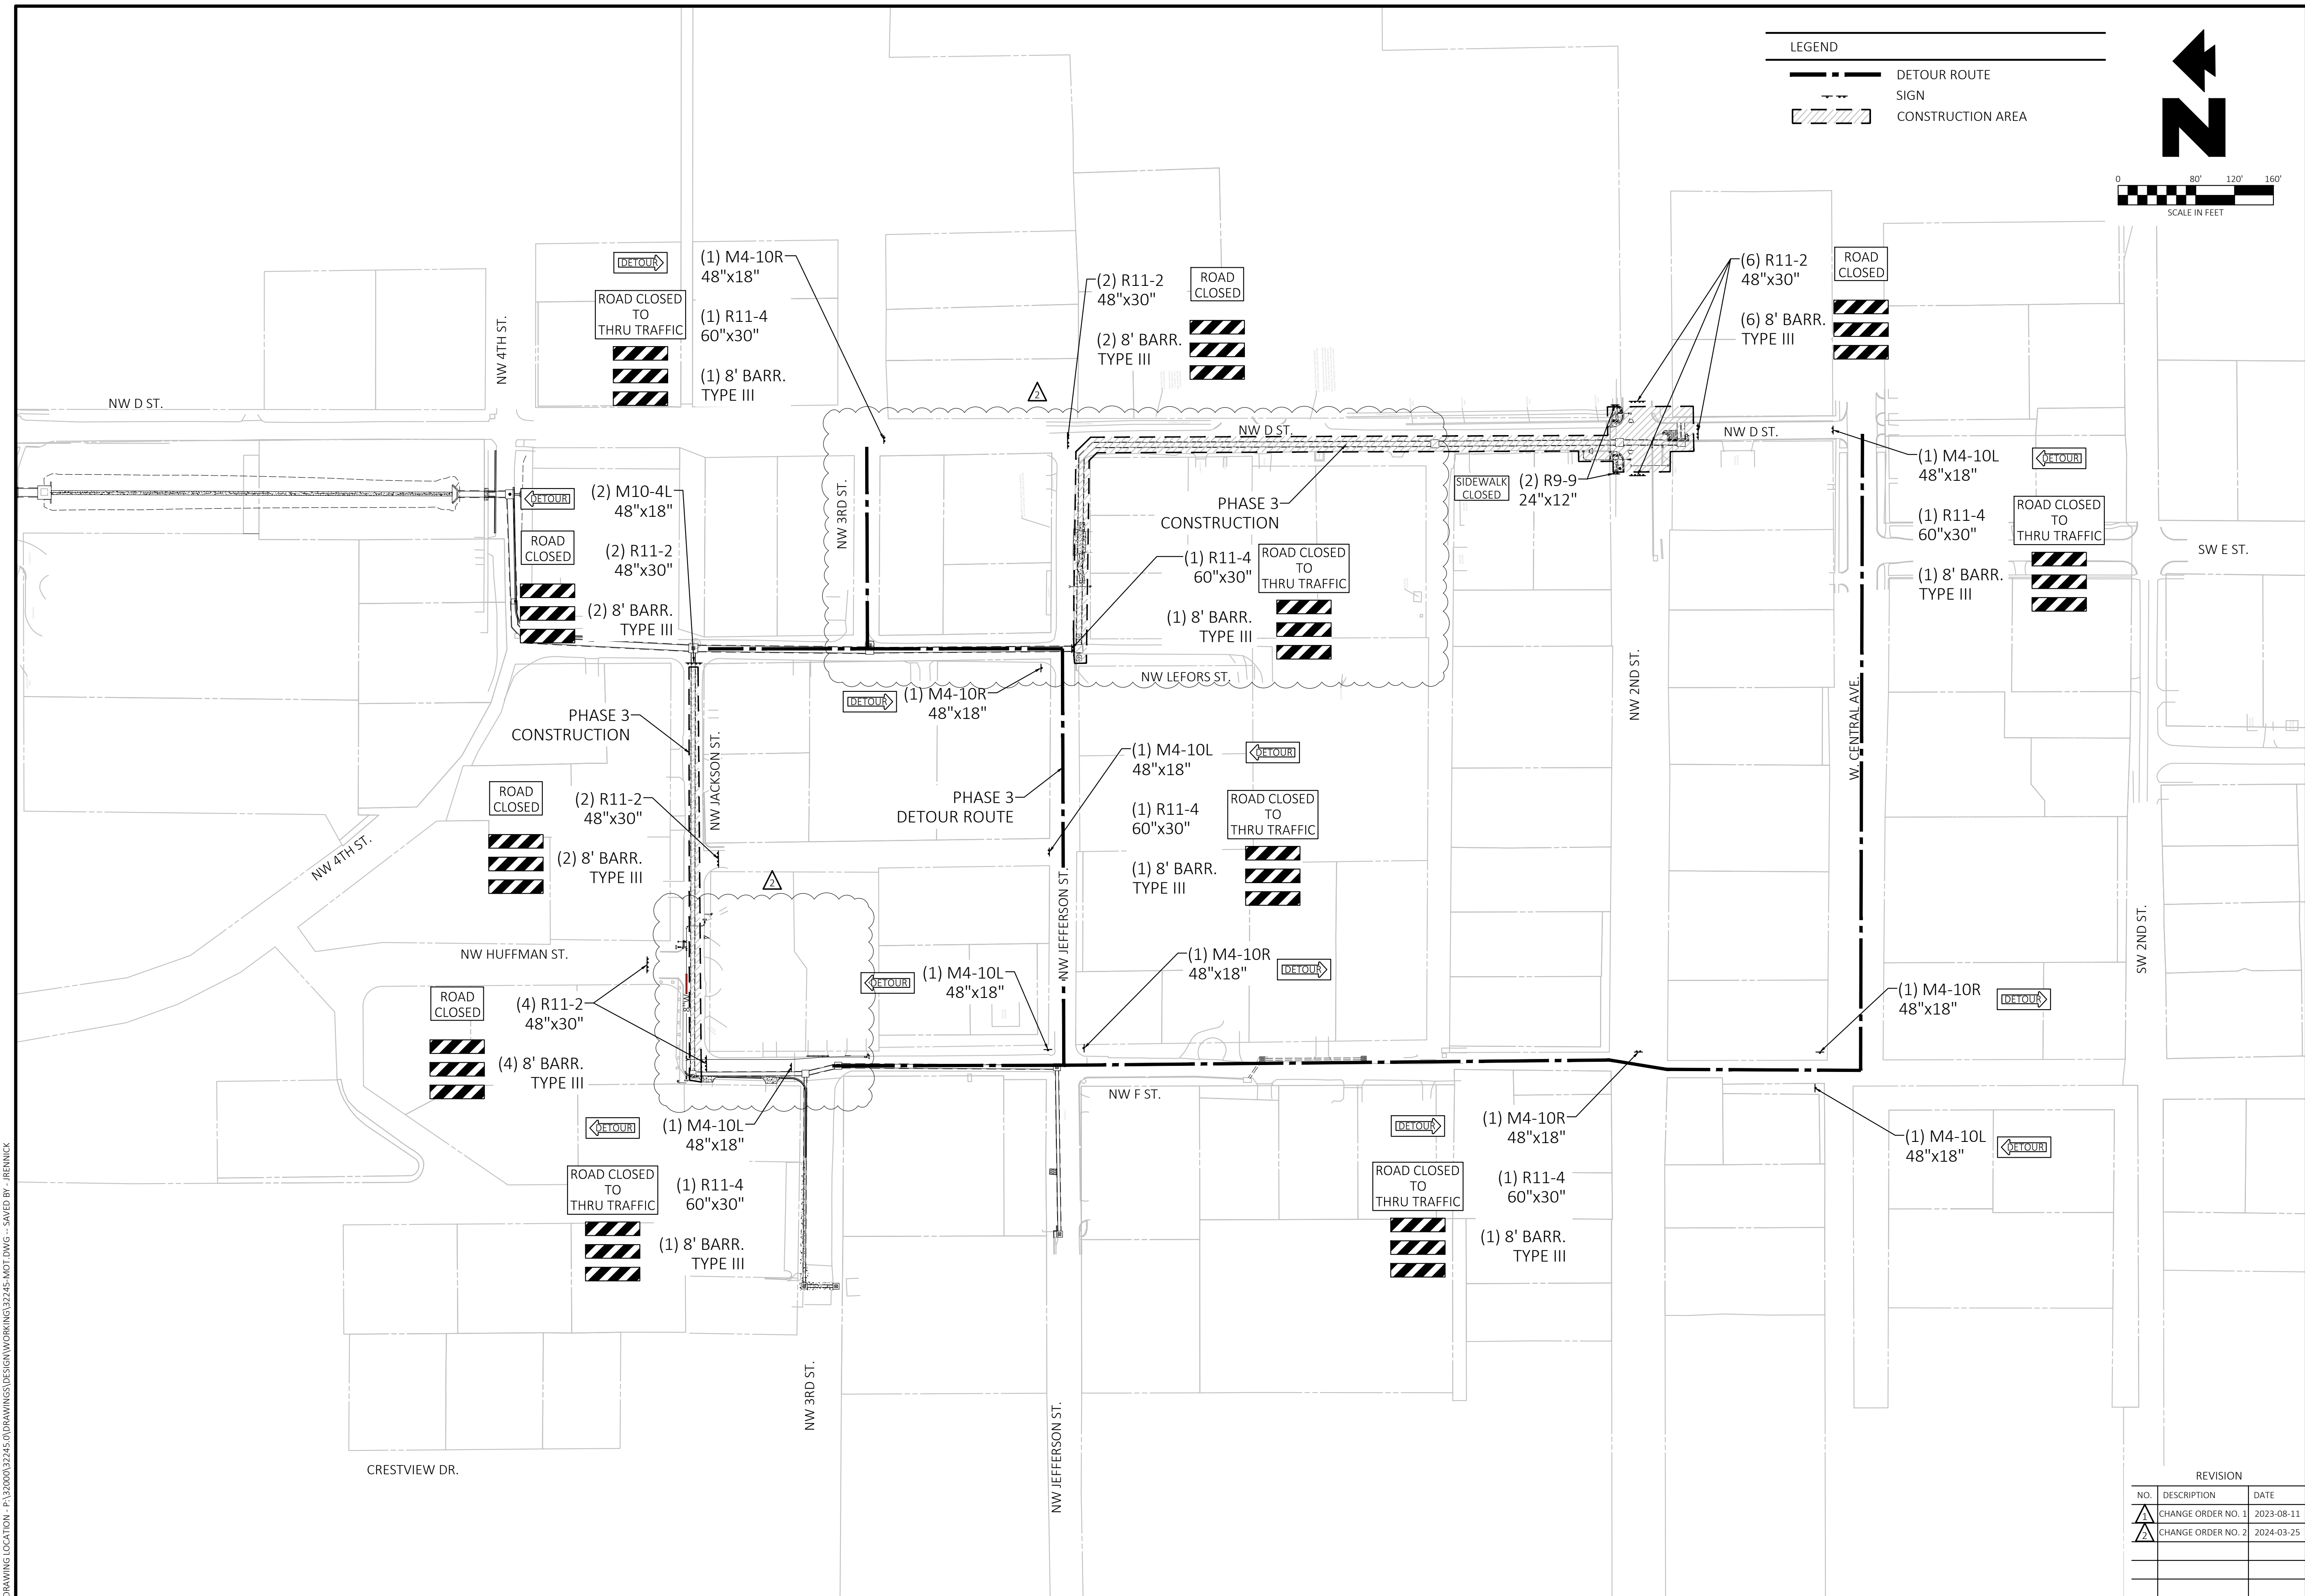 LEGEND
DETOUR ROUTE
SIGN
CONSTRUCTION AREA
N
0 80' 120' 160'
SCALE IN FEET
DETOUR
ROAD CLOSED
TO
THRU TRAFFIC
(1) M4-10R
48"x18"
(1) R11-4
60"x30"
(1) 8' BARR.
TYPE III
(2) R11-2
48"x30"
(2) 8' BARR.
TYPE III
ROAD
CLOSED
(6) R11-2
48"x30"
(6) 8' BARR.
TYPE III
ROAD
CLOSED
NW 4TH ST.
NW D ST.
2
NW D ST.
NW D ST.
(1) M4-10L
48"x18"
(1) R11-4
60"x30"
(1) 8' BARR.
TYPE III
DETOUR
ROAD CLOSED
TO
THRU TRAFFIC
SW E ST.
DETOUR
ROAD
CLOSED
(2) M10-4L
48"x18"
(2) R11-2
48"x30"
(2) 8' BARR.
TYPE III
NW 3RD ST.
PHASE 3
CONSTRUCTION
SIDEWALK
CLOSED
(2) R9-9
24"x12"
(1) R11-4
60"x30"
(1) 8' BARR.
TYPE III
ROAD CLOSED
TO
THRU TRAFFIC
NW LEFORS ST.
DETOUR
(1) M4-10R
48"x18"
NW 2ND ST.
W. CENTRAL AVE.
PHASE 3
CONSTRUCTION
NW JACKSON ST.
PHASE 3
DETOUR ROUTE
(1) M4-10L
48"x18"
(1) R11-4
60"x30"
(1) 8' BARR.
TYPE III
DETOUR
ROAD CLOSED
TO
THRU TRAFFIC
ROAD
CLOSED
(2) R11-2
48"x30"
(2) 8' BARR.
TYPE III
NW 4TH ST.
2
NW JEFFERSON ST.
NW HUFFMAN ST.
8"W
ROAD
CLOSED
(4) R11-2
48"x30"
(4) 8' BARR.
TYPE III
DETOUR
(1) M4-10L
48"x18"
(1) M4-10R
48"x18"
DETOUR
SW 2ND ST.
(1) M4-10R
48"x18"
DETOUR
NW F ST.
DETOUR
ROAD CLOSED
TO
THRU TRAFFIC
(1) M4-10L
48"x18"
(1) R11-4
60"x30"
(1) 8' BARR.
TYPE III
DETOUR
ROAD CLOSED
TO
THRU TRAFFIC
(1) M4-10R
48"x18"
(1) R11-4
60"x30"
(1) 8' BARR.
TYPE III
(1) M4-10L
48"x18"
DETOUR
NW 3RD ST.
NW JEFFERSON ST.
CRESTVIEW DR.
REVISION
NO. DESCRIPTION DATE
1 CHANGE ORDER NO. 1 2023-08-11
2 CHANGE ORDER NO. 2 2024-03-25
DRAWING LOCATION - P:\32000\32245.0\DRAWINGS\DESIGN\WORKING\32245-MOT.DWG -- SAVED BY - JRENNICK